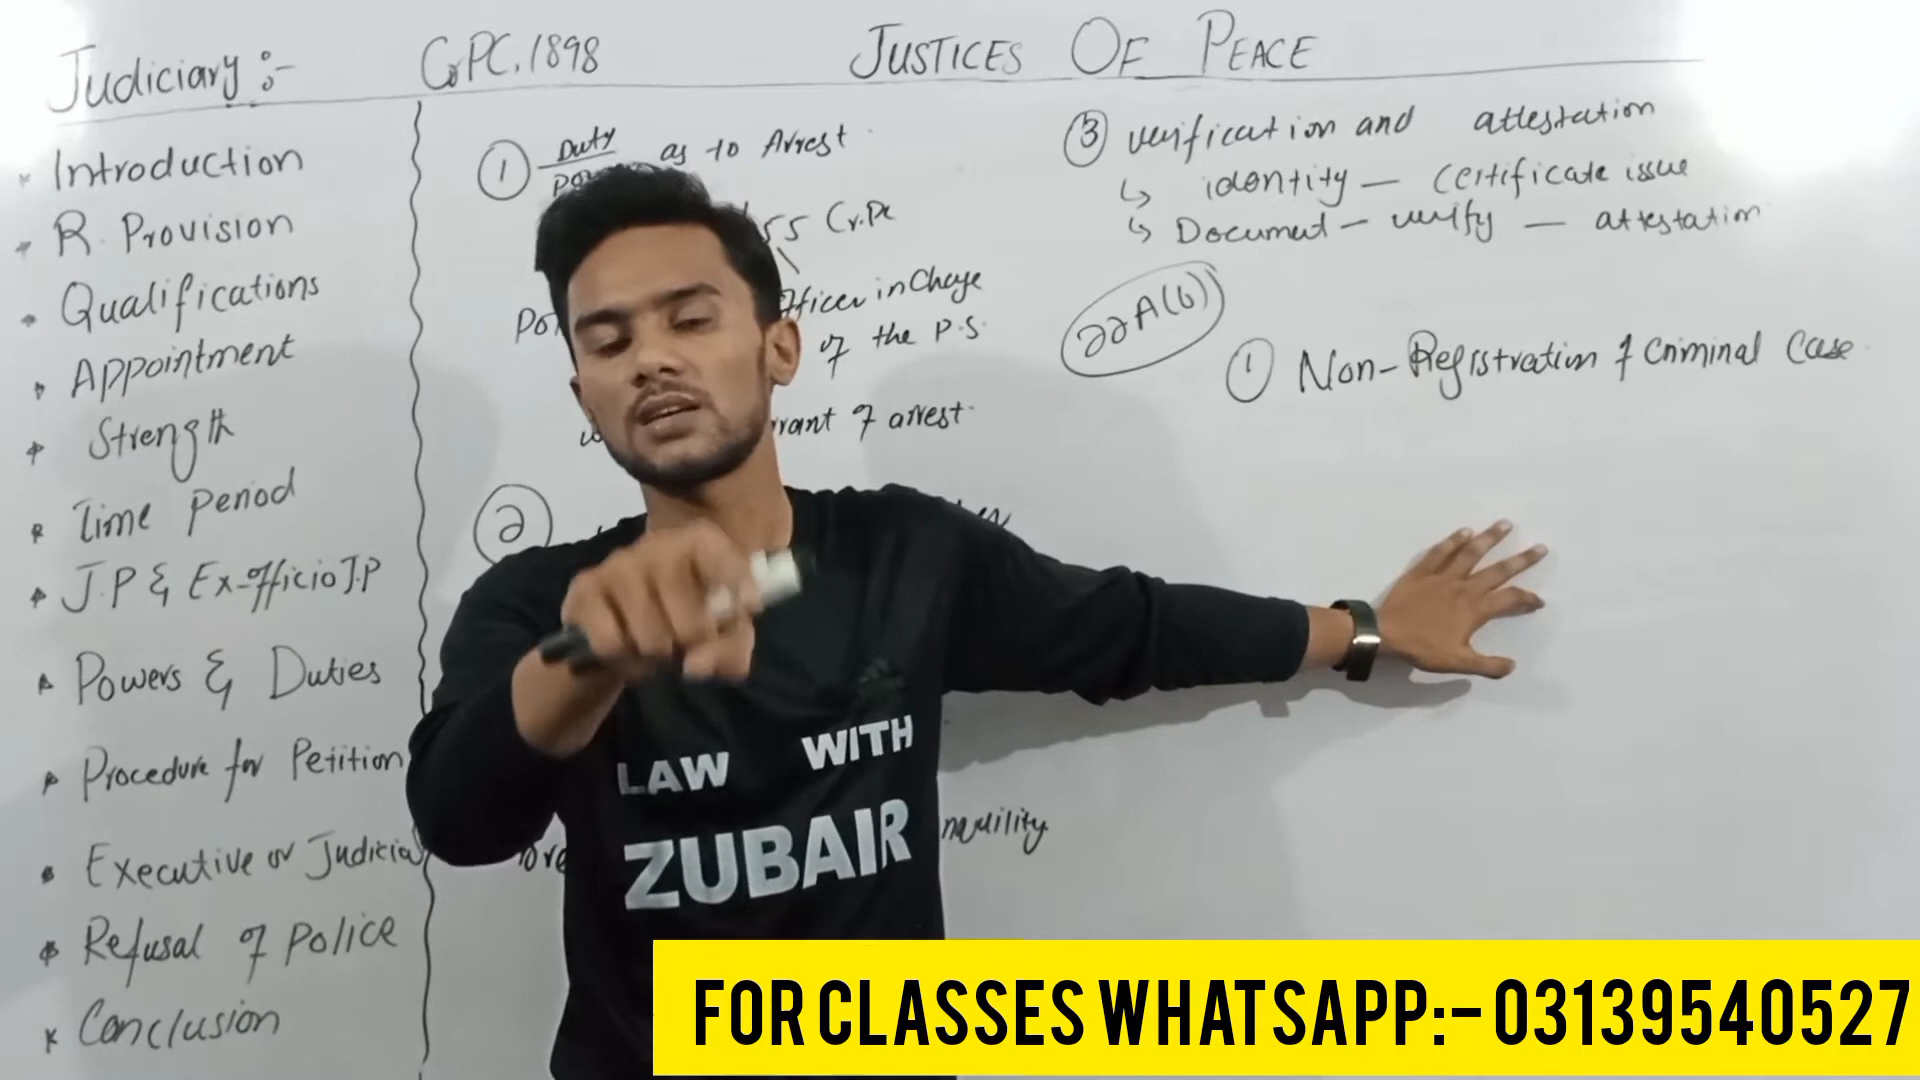 Judiciary :-
CrPC, 1898
JUSTICES OF PEACE
Introduction
R. Provision
Qualifications
Appointment
Strength
Time Period
J.P & Ex-officio J.P
Powers & Duties
Procedure for Petition
Executive or Judicial
Refusal of Police
Conclusion
① Duty as to Arrest
55 Cr.Pc
officer in Charge
of the P.S.
of arrest
②
③ verification and attestation
↳ identity — certificate issue
↳ Document — verify — attestation
22A(6)
① Non-Registration of Criminal Case
LAW WITH
ZUBAIR
FOR CLASSES WHATSAPP:- 03139540527